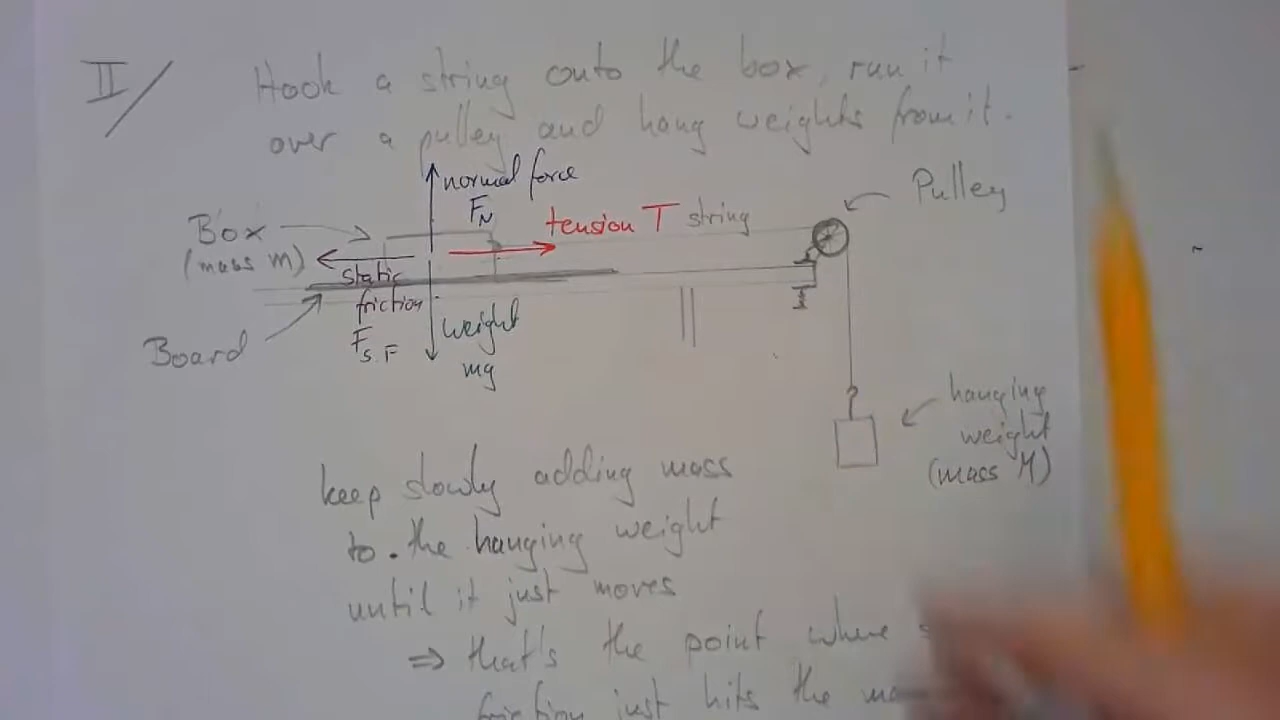 II/
Hook a string onto the box, run it
over a pulley and hang weights from it.
normal force
F_N
Pulley
tension T string
Box
(mass m)
static
friction
F_S.F
weight
mg
Board
hanging
weight
(mass M)
keep slowly adding mass
to the hanging weight
until it just moves
⇒ that's the point where
friction just hits the